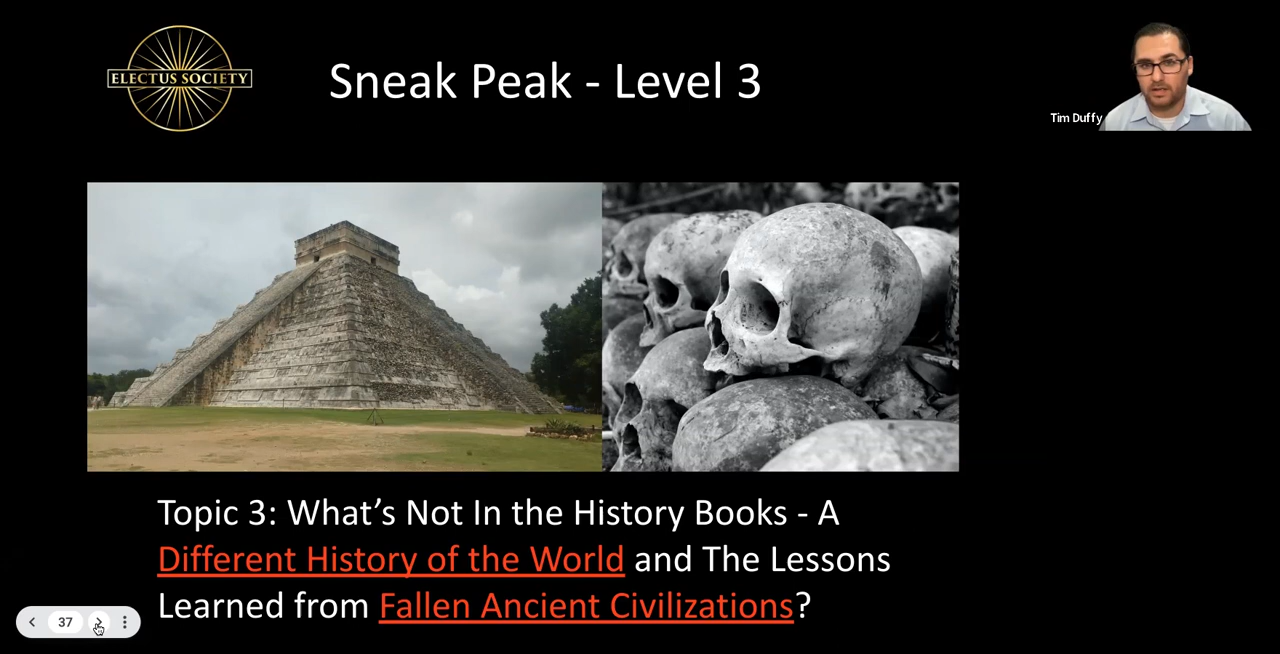 ELECTUS SOCIETY
Sneak Peak - Level 3
Tim Duffy
Topic 3: What’s Not In the History Books - A
Different History of the World and The Lessons
Learned from Fallen Ancient Civilizations?
37